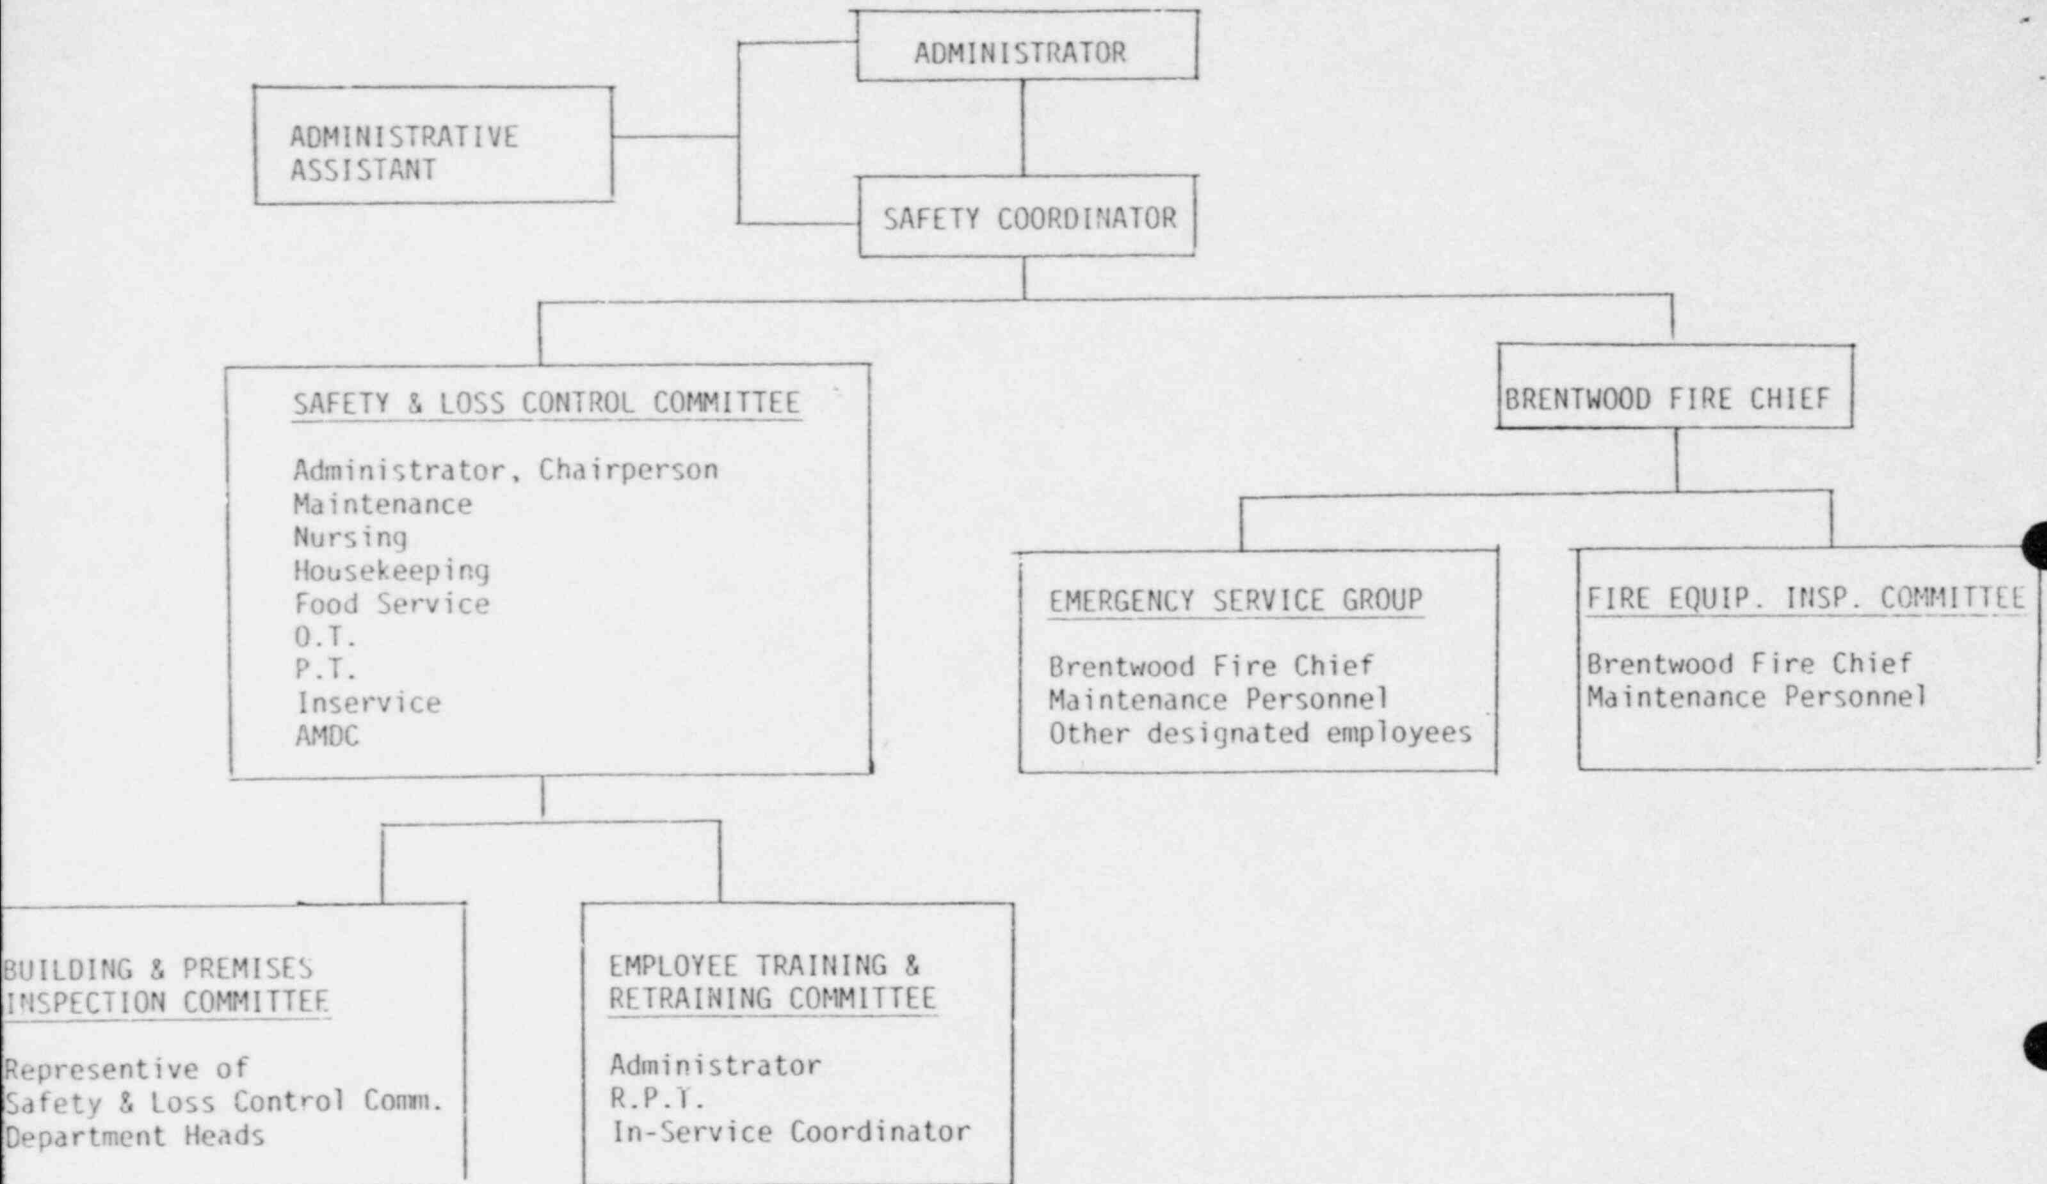 ADMINISTRATOR
ADMINISTRATIVE
ASSISTANT
SAFETY COORDINATOR
SAFETY & LOSS CONTROL COMMITTEE
Administrator, Chairperson
Maintenance
Nursing
Housekeeping
Food Service
O.T.
P.T.
Inservice
AMDC
BRENTWOOD FIRE CHIEF
EMERGENCY SERVICE GROUP
Brentwood Fire Chief
Maintenance Personnel
Other designated employees
FIRE EQUIP. INSP. COMMITTEE
Brentwood Fire Chief
Maintenance Personnel
BUILDING & PREMISES
INSPECTION COMMITTEE
Representive of
Safety & Loss Control Comm.
Department Heads
EMPLOYEE TRAINING &
RETRAINING COMMITTEE
Administrator
R.P.T.
In-Service Coordinator